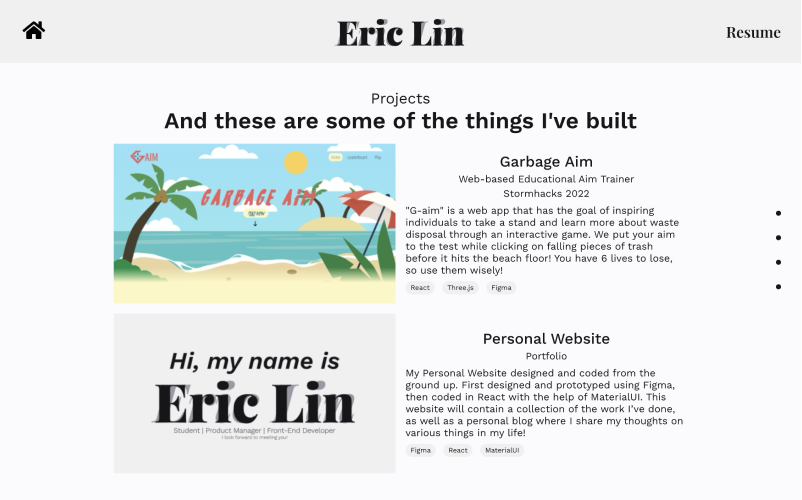 Eric Lin
Resume
Projects
And these are some of the things I've built
AIM
GARBAGE AIM
Garbage Aim
Web-based Educational Aim Trainer
Stormhacks 2022
"G-aim" is a web app that has the goal of inspiring
individuals to take a stand and learn more about waste
disposal through an interactive game. We put your aim
to the test while clicking on falling pieces of trash
before it hits the beach floor! You have 6 lives to lose,
so use them wisely!
React Three.js Figma
Hi, my name is
Eric Lin
Student | Product Manager | Front-End Developer
I look forward to meeting you!
Personal Website
Portfolio
My Personal Website designed and coded from the
ground up. First designed and prototyped using Figma,
then coded in React with the help of MaterialUI. This
website will contain a collection of the work I've done,
as well as a personal blog where I share my thoughts on
various things in my life!
Figma React MaterialUI